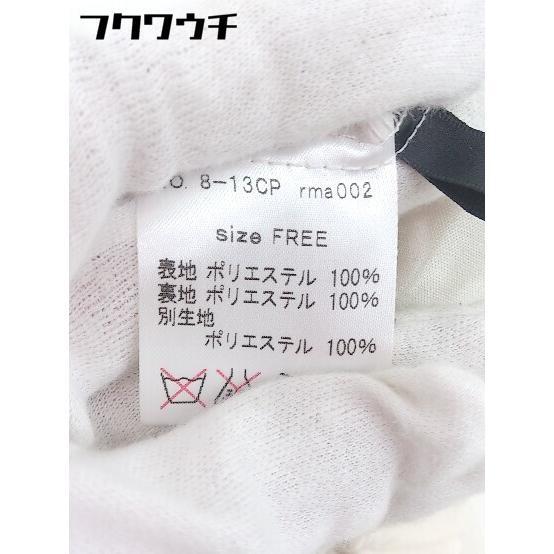 フクワウチ
.O. 8-13CP rma002
size FREE
表地 ポリエステル 100%
裏地 ポリエステル 100%
別生地
ポリエステル 100%